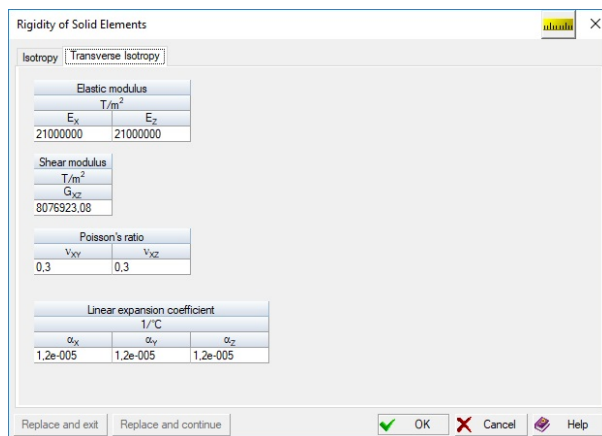 Rigidity of Solid Elements
Isotropy Transverse Isotropy
Elastic modulus
T/m²
E_X E_Z
21000000 21000000
Shear modulus
T/m²
G_XZ
8076923,08
Poisson's ratio
ν_XY ν_XZ
0,3 0,3
Linear expansion coefficient
1/°C
α_X α_Y α_Z
1,2e-005 1,2e-005 1,2e-005
Replace and exit Replace and continue OK Cancel Help